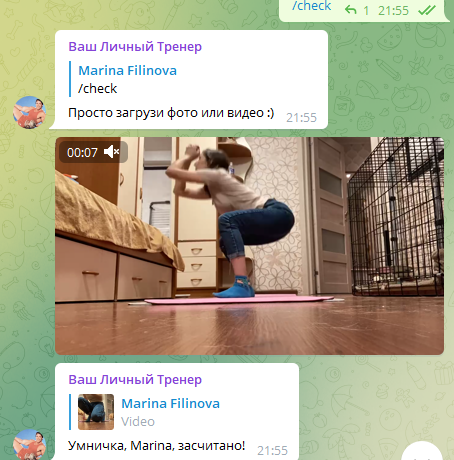 /check
1 21:55
Ваш Личный Тренер
Marina Filinova
/check
Просто загрузи фото или видео :)
21:55
00:07
Ваш Личный Тренер
Marina Filinova
Video
Умничка, Marina, засчитано!
21:55